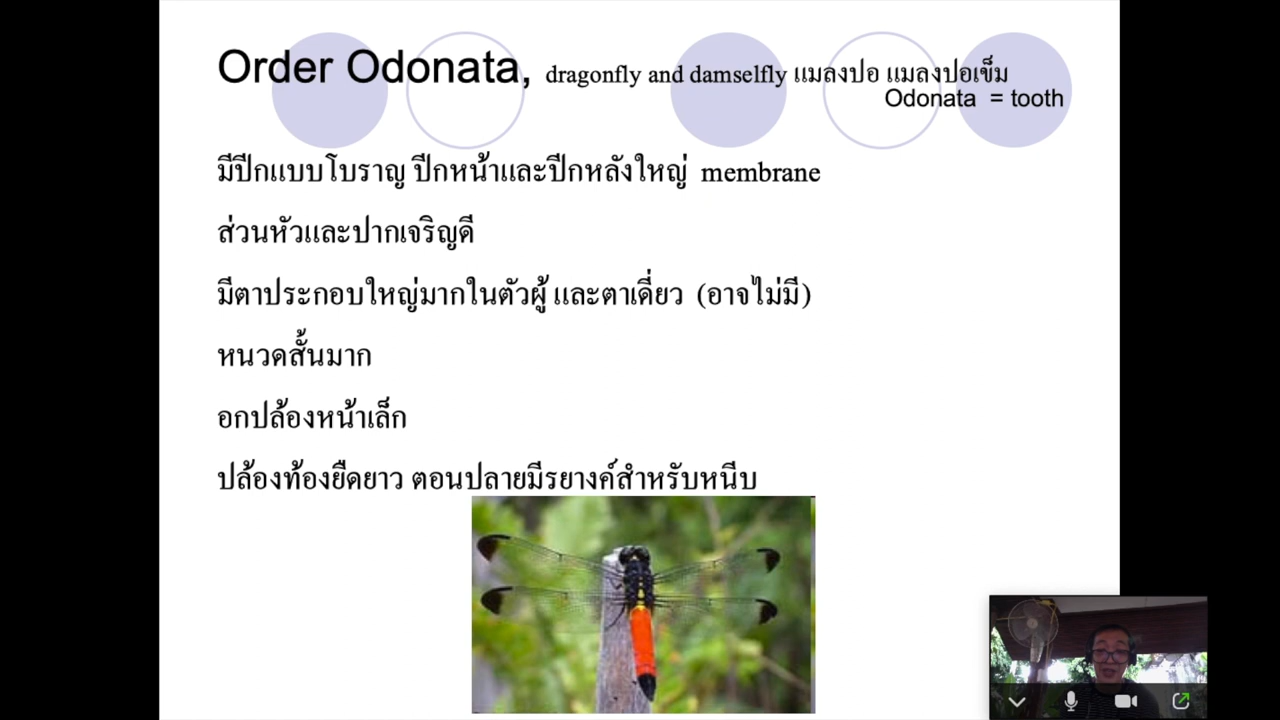 Order Odonata, dragonfly and damselfly แมลงปอ แมลงปอเข็ม
Odonata = tooth
มีปีกแบบโบราญ ปีกหน้าและปีกหลังใหญ่ membrane
ส่วนหัวและปากเจริญดี
มีตาประกอบใหญ่มากในตัวผู้ และตาเดี่ยว (อาจไม่มี)
หนวดสั้นมาก
อกปล้องหน้าเล็ก
ปล้องท้องยืดยาว ตอนปลายมีรยางค์สำหรับหนีบ